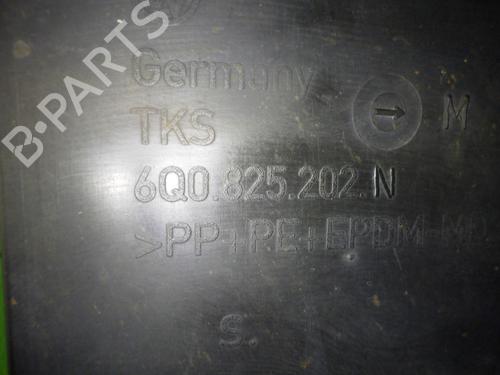 B-PARTS
Germany
TKS
M
6Q0.825.202.N
>PP+PE+EPDM-MD
S.